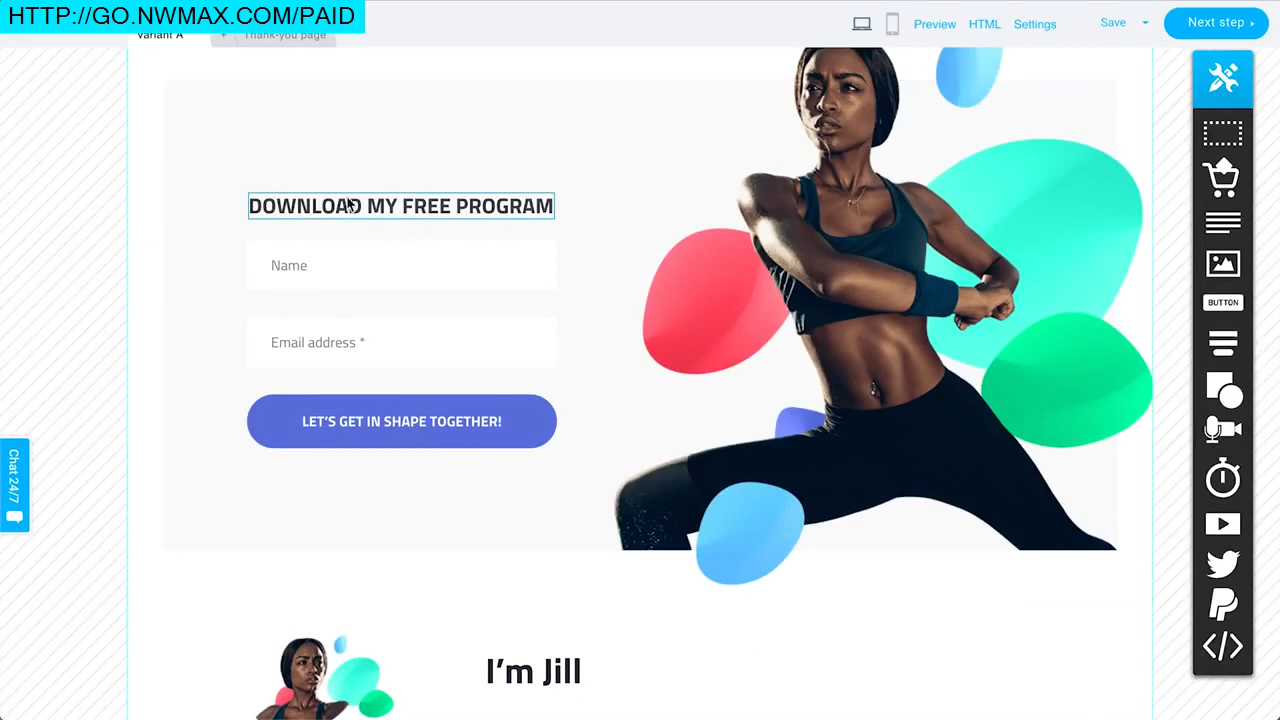 HTTP://GO.NWMAX.COM/PAID
Preview HTML Settings Save Next step
Variant A + Thank-you page
DOWNLOAD MY FREE PROGRAM
Name
Email address *
LET'S GET IN SHAPE TOGETHER!
BUTTON
Chat 24/7
I'm Jill